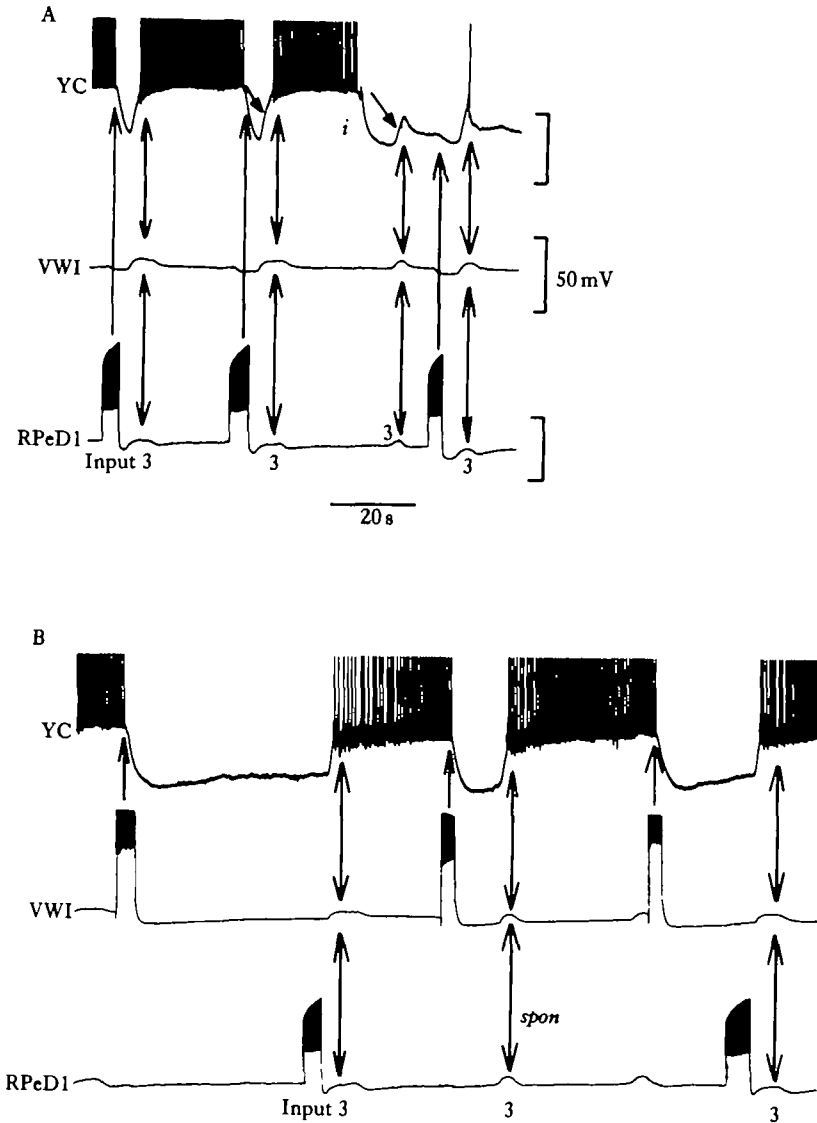 A
YC
i
VWI
50 mV
RPeD1
3
Input 3
3
3
20 s
B
YC
VWI
spon
RPeD1
Input 3
3
3